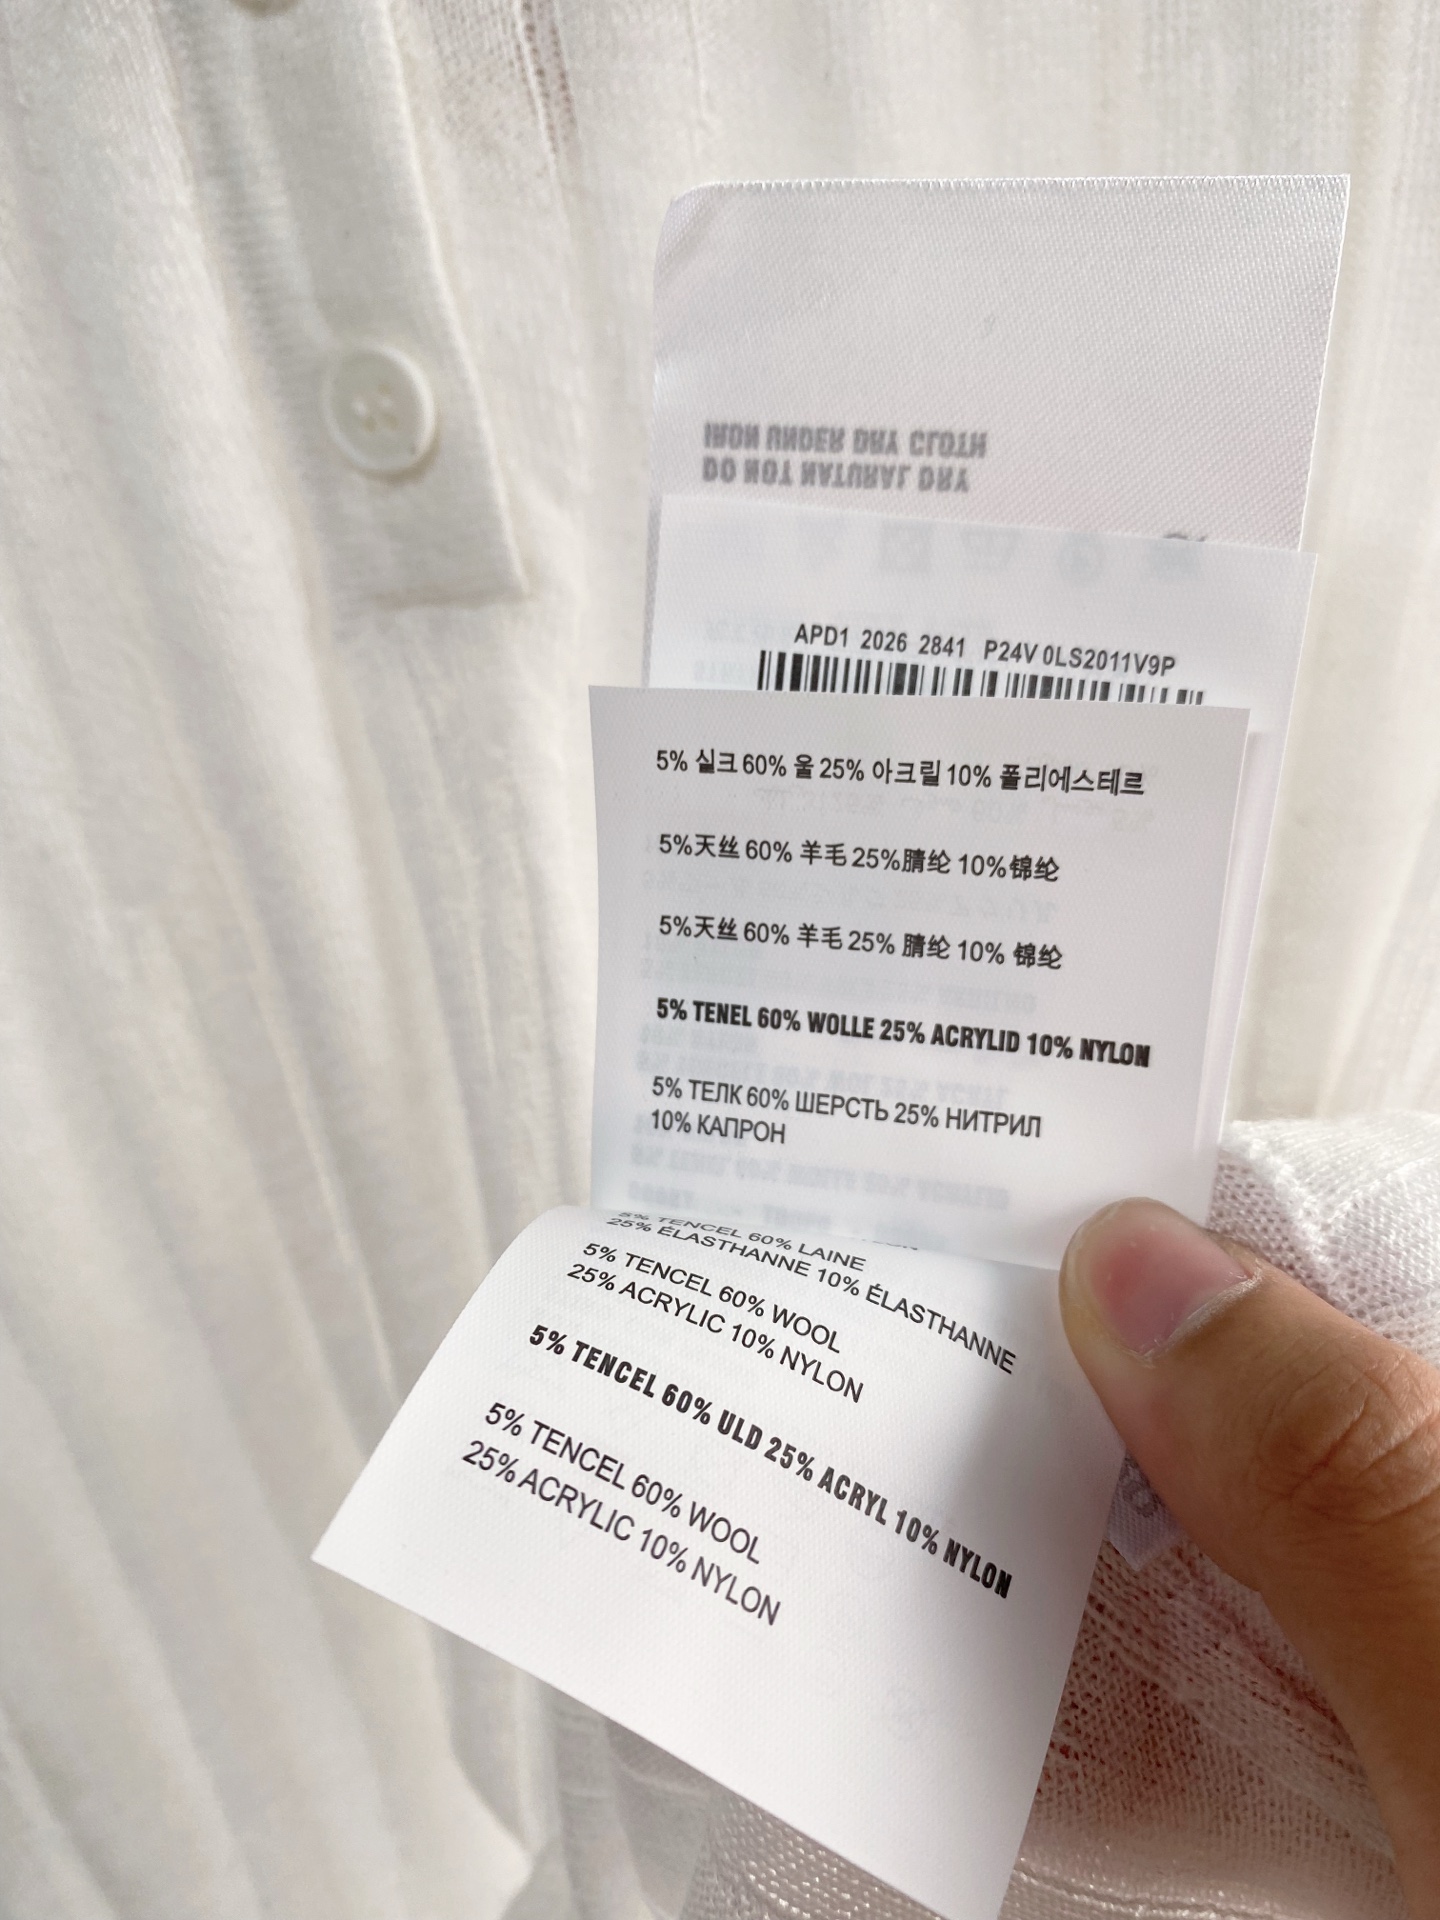 IRON UNDER DRY CLOTH
DO NOT NATURAL DRY
APD1 2026 2841 P24V 0LS2011V9P
5% 실크 60% 울 25% 아크릴 10% 폴리에스테르
5%天丝 60% 羊毛 25%腈纶 10%锦纶
5%天丝 60% 羊毛 25% 腈纶 10% 锦纶
5% TENEL 60% WOLLE 25% ACRYLID 10% NYLON
5% ТЕЛК 60% ШЕРСТЬ 25% НИТРИЛ
10% КАПРОН
5% TENCEL 60% LAINE
25% ÉLASTHANNE 10% ÉLASTHANNE
5% TENCEL 60% WOOL
25% ACRYLIC 10% NYLON
5% TENCEL 60% ULD 25% ACRYL 10% NYLON
5% TENCEL 60% WOOL
25% ACRYLIC 10% NYLON